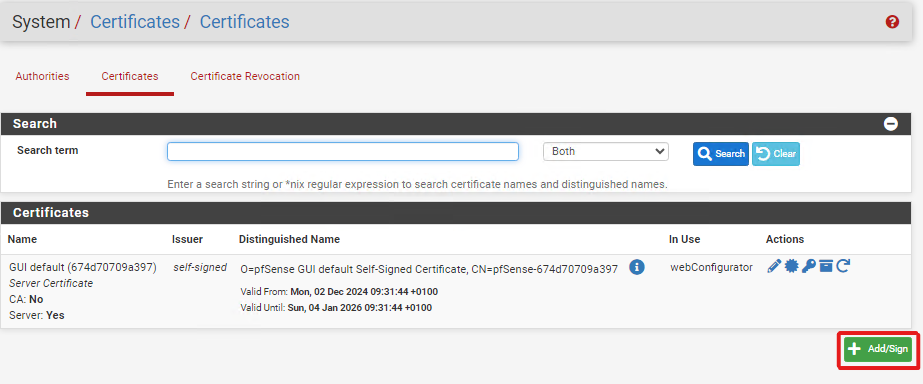 System / Certificates / Certificates
?
Authorities Certificates Certificate Revocation
Search
Search term Both Search Clear
Enter a search string or *nix regular expression to search certificate names and distinguished names.
Certificates
Name Issuer Distinguished Name In Use Actions
GUI default (674d70709a397) self-signed O=pfSense GUI default Self-Signed Certificate, CN=pfSense-674d70709a397 i webConfigurator
Server Certificate
CA: No
Server: Yes
Valid From: Mon, 02 Dec 2024 09:31:44 +0100
Valid Until: Sun, 04 Jan 2026 09:31:44 +0100
Add/Sign